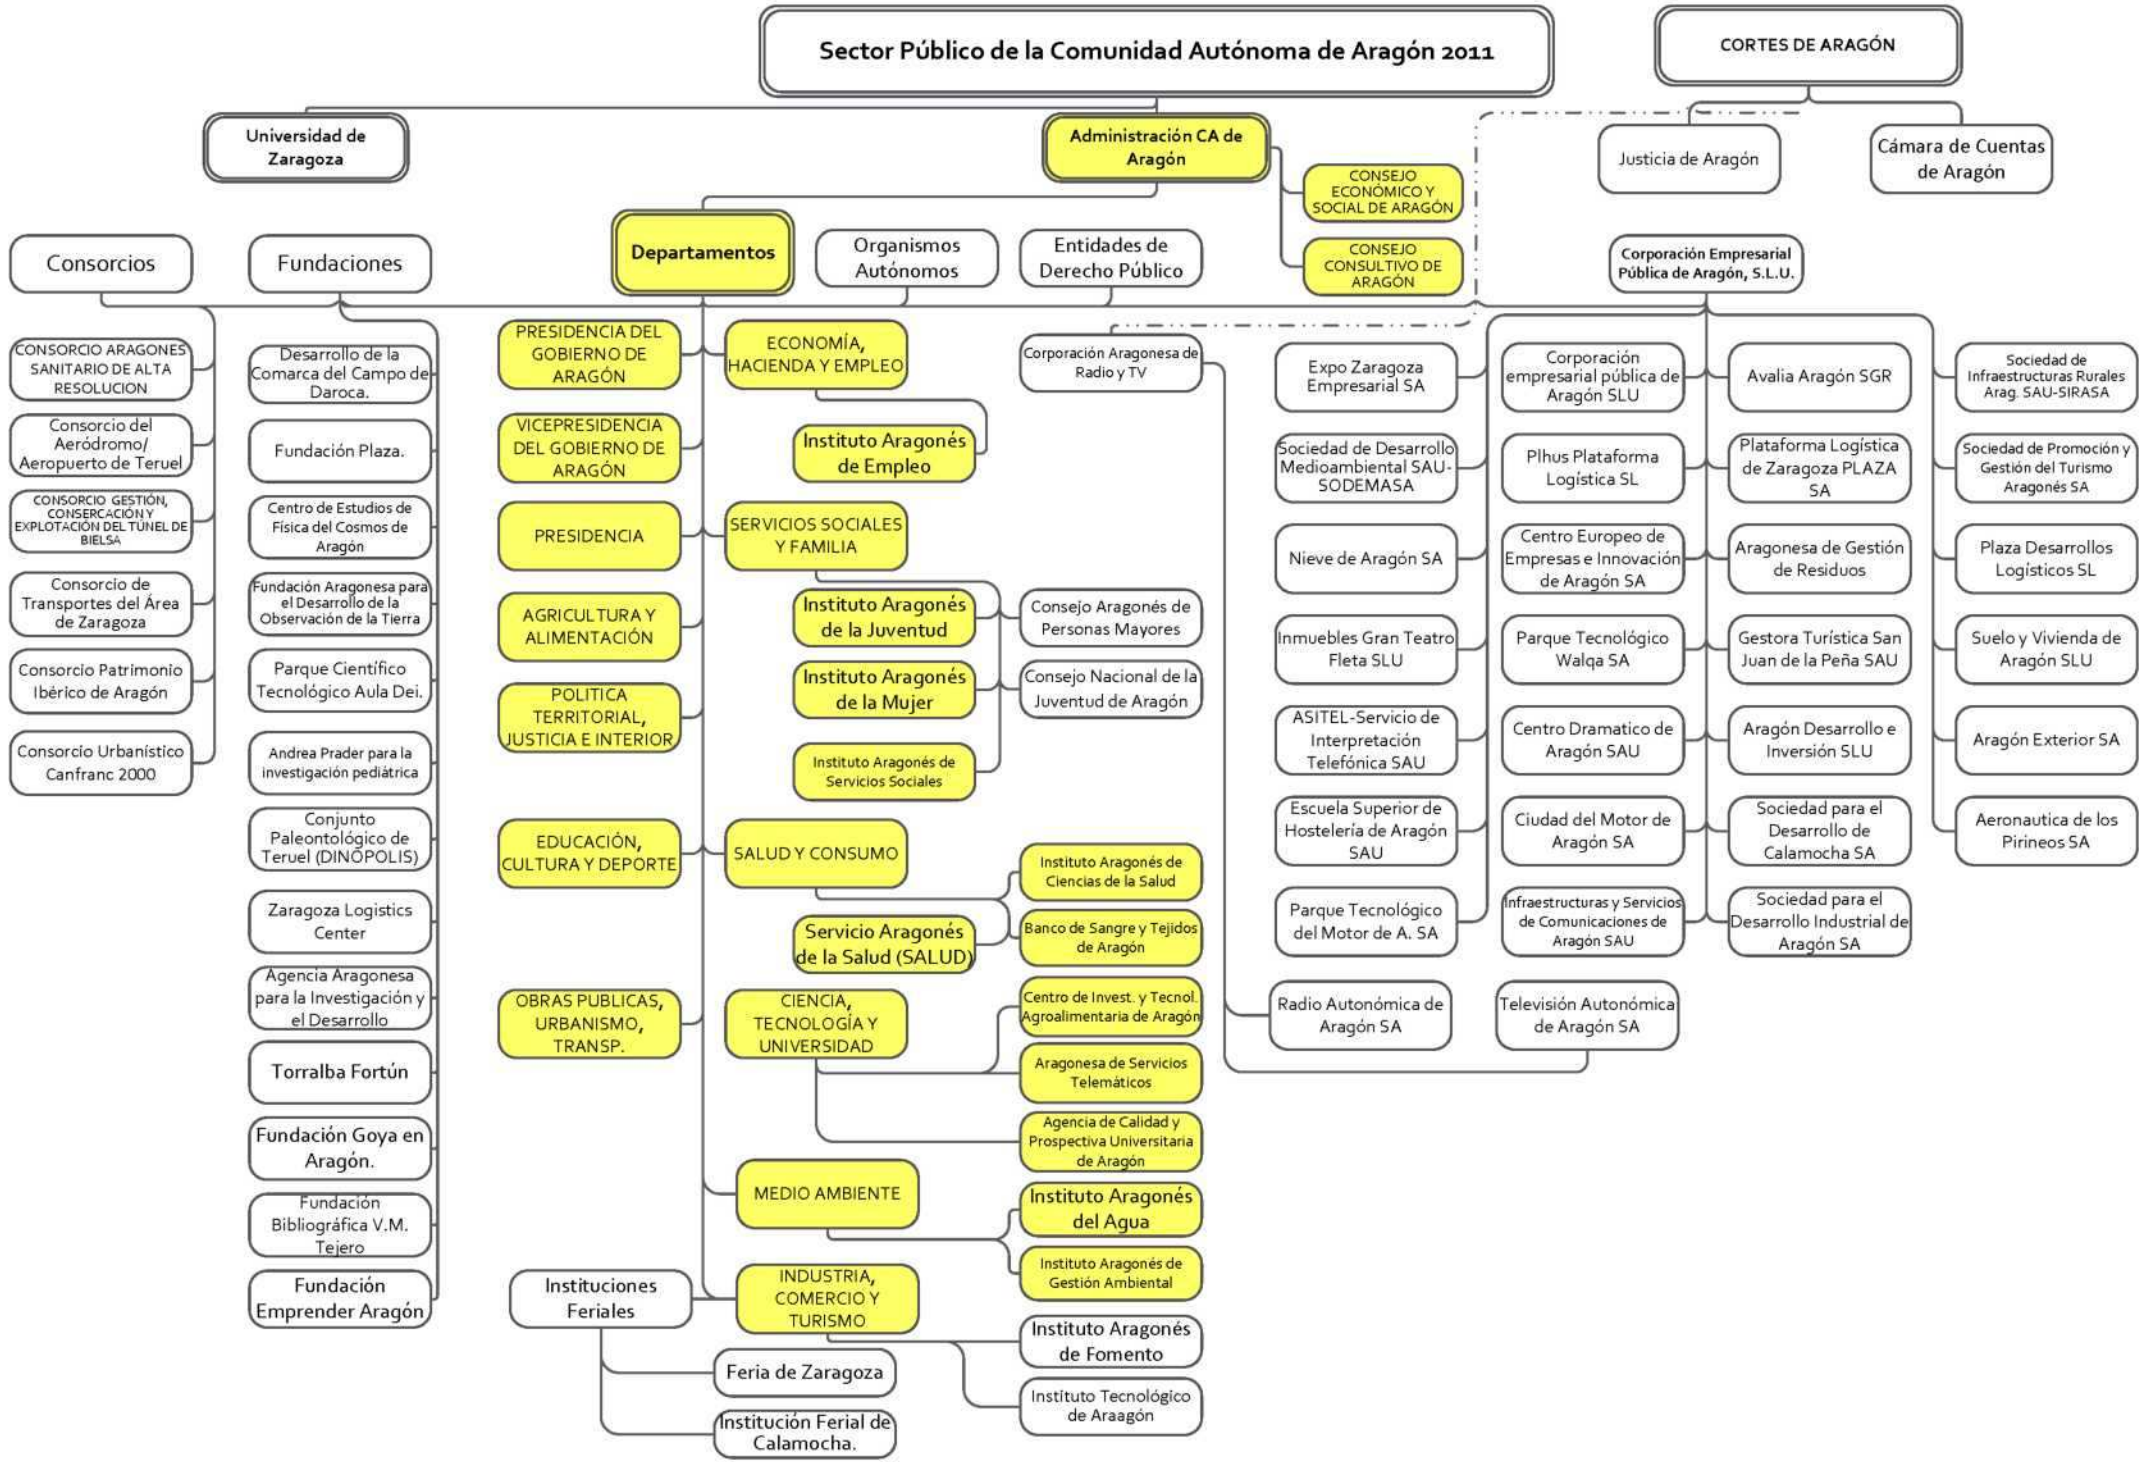 Sector Público de la Comunidad Autónoma de Aragón 2011
CORTES DE ARAGÓN
Universidad de
Zaragoza
Administración CA de
Aragón
Justicia de Aragón
Cámara de Cuentas
de Aragón
CONSEJO
ECONÓMICO Y
SOCIAL DE ARAGÓN
CONSEJO
CONSULTIVO DE
ARAGÓN
Consorcios
Fundaciones
Departamentos
Organismos
Autónomos
Entidades de
Derecho Público
Corporación Empresarial
Pública de Aragón, S.L.U.
CONSORCIO ARAGONES
SANITARIO DE ALTA
RESOLUCION
Consorcio del
Aeródromo/
Aeropuerto de Teruel
CONSORCIO GESTIÓN,
CONSERCACIÓN Y
EXPLOTACIÓN DEL TÚNEL DE
BIELSA
Consorcio de
Transportes del Área
de Zaragoza
Consorcio Patrimonio
Ibérico de Aragón
Consorcio Urbanístico
Canfranc 2000
Desarrollo de la
Comarca del Campo de
Daroca.
Fundación Plaza.
Centro de Estudios de
Física del Cosmos de
Aragón
Fundación Aragonesa para
el Desarrollo de la
Observación de la Tierra
Parque Científico
Tecnológico Aula Dei.
Andrea Prader para la
investigación pediátrica
Conjunto
Paleontológico de
Teruel (DINÓPOLIS)
Zaragoza Logistics
Center
Agencia Aragonesa
para la Investigación y
el Desarrollo
Torralba Fortún
Fundación Goya en
Aragón.
Fundación
Bibliográfica V.M.
Tejero
Fundación
Emprender Aragón
PRESIDENCIA DEL
GOBIERNO DE
ARAGÓN
VICEPRESIDENCIA
DEL GOBIERNO DE
ARAGÓN
PRESIDENCIA
AGRICULTURA Y
ALIMENTACIÓN
POLITICA
TERRITORIAL,
JUSTICIA E INTERIOR
EDUCACIÓN,
CULTURA Y DEPORTE
OBRAS PUBLICAS,
URBANISMO,
TRANSP.
Instituciones
Feriales
Feria de Zaragoza
Institución Ferial de
Calamocha.
ECONOMÍA,
HACIENDA Y EMPLEO
Instituto Aragonés
de Empleo
SERVICIOS SOCIALES
Y FAMILIA
Instituto Aragonés
de la Juventud
Instituto Aragonés
de la Mujer
Instituto Aragonés de
Servicios Sociales
Consejo Aragonés de
Personas Mayores
Consejo Nacional de la
Juventud de Aragón
SALUD Y CONSUMO
Servicio Aragonés
de la Salud (SALUD)
Instituto Aragonés de
Ciencias de la Salud
Banco de Sangre y Tejidos
de Aragón
CIENCIA,
TECNOLOGÍA Y
UNIVERSIDAD
Centro de Invest. y Tecnol.
Agroalimentaria de Aragón
Aragonesa de Servicios
Telemáticos
Agencia de Calidad y
Prospectiva Universitaria
de Aragón
MEDIO AMBIENTE
Instituto Aragonés
del Agua
Instituto Aragonés de
Gestión Ambiental
INDUSTRIA,
COMERCIO Y
TURISMO
Instituto Aragonés
de Fomento
Instituto Tecnológico
de Araagón
Corporación Aragonesa de
Radio y TV
Expo Zaragoza
Empresarial SA
Sociedad de Desarrollo
Medioambiental SAU-
SODEMASA
Nieve de Aragón SA
Inmuebles Gran Teatro
Fleta SLU
ASITEL-Servicio de
Interpretación
Telefónica SAU
Escuela Superior de
Hostelería de Aragón
SAU
Parque Tecnológico
del Motor de A. SA
Radio Autonómica de
Aragón SA
Corporación
empresarial pública de
Aragón SLU
Plhus Plataforma
Logística SL
Centro Europeo de
Empresas e Innovación
de Aragón SA
Parque Tecnológico
Walqa SA
Centro Dramatico de
Aragón SAU
Ciudad del Motor de
Aragón SA
Infraestructuras y Servicios
de Comunicaciones de
Aragón SAU
Televisión Autonómica
de Aragón SA
Avalia Aragón SGR
Plataforma Logística
de Zaragoza PLAZA
SA
Aragonesa de Gestión
de Residuos
Gestora Turística San
Juan de la Peña SAU
Aragón Desarrollo e
Inversión SLU
Sociedad para el
Desarrollo de
Calamocha SA
Sociedad para el
Desarrollo Industrial de
Aragón SA
Sociedad de
Infraestructuras Rurales
Arag. SAU-SIRASA
Sociedad de Promoción y
Gestión del Turismo
Aragonés SA
Plaza Desarrollos
Logísticos SL
Suelo y Vivienda de
Aragón SLU
Aragón Exterior SA
Aeronautica de los
Pirineos SA